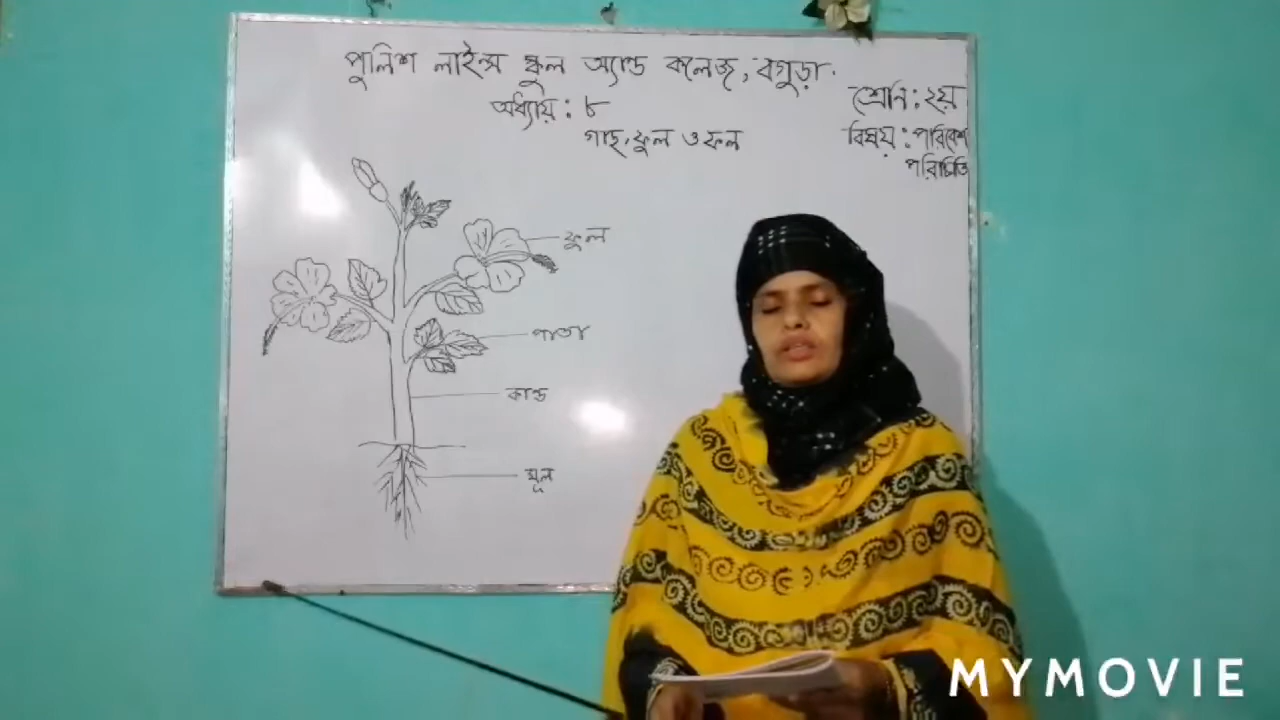 পুলিশ লাইন্স স্কুল অ্যান্ড কলেজ, বগুড়া.
শ্রেনি: ২য়
অধ্যায়: ৮
বিষয়: পরিবেশ
গাছ, ফুল ও ফল
পরিচিতি
ফুল
পাতা
কান্ড
মূল
MYMOVIE